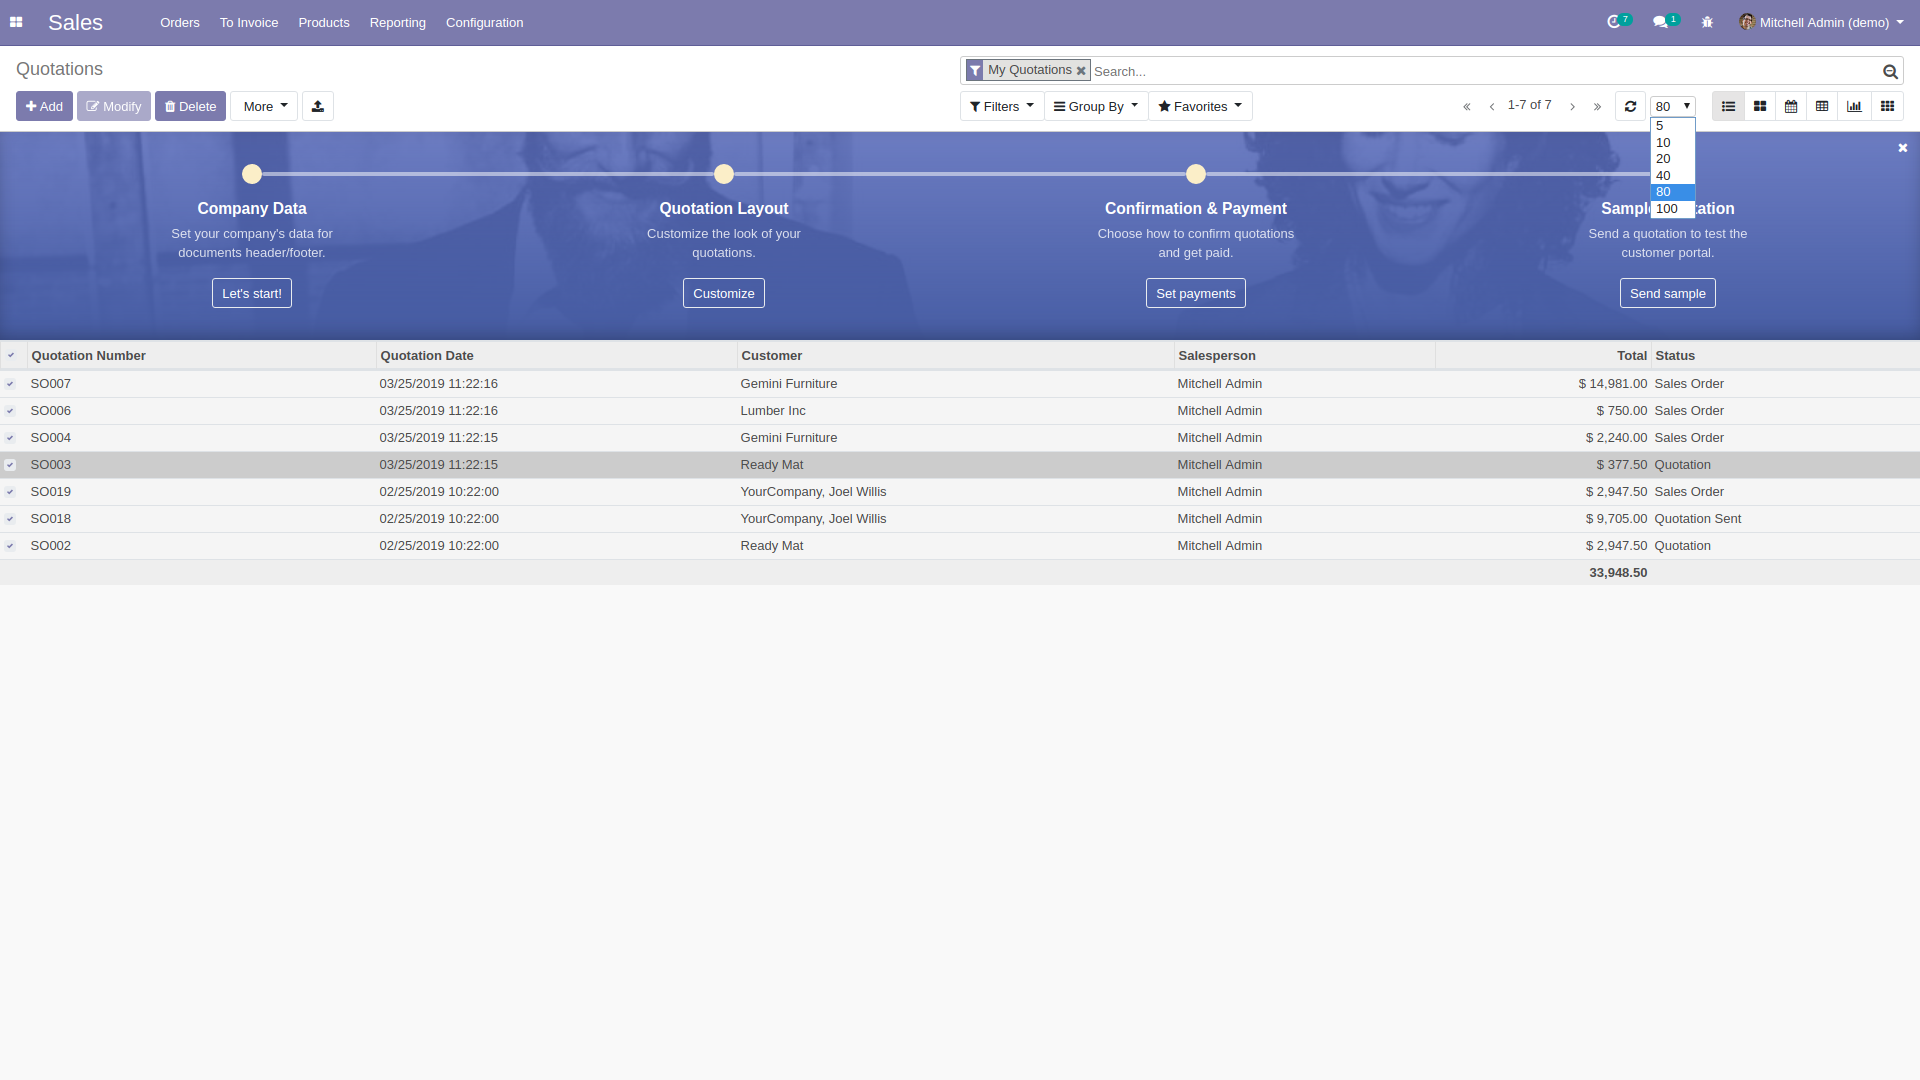 Sales Orders To Invoice Products Reporting Configuration 7 1 Mitchell Admin (demo)
Quotations
My Quotations Search...
Add Modify Delete More Filters Group By Favorites 1-7 of 7 80
5
10
20
40
80
100
Company Data
Set your company's data for
documents header/footer.
Let's start!
Quotation Layout
Customize the look of your
quotations.
Customize
Confirmation & Payment
Choose how to confirm quotations
and get paid.
Set payments
Send a quotation to test the
customer portal.
Send sample
Quotation Number Quotation Date Customer Salesperson Total Status
SO007 03/25/2019 11:22:16 Gemini Furniture Mitchell Admin $ 14,981.00 Sales Order
SO006 03/25/2019 11:22:16 Lumber Inc Mitchell Admin $ 750.00 Sales Order
SO004 03/25/2019 11:22:15 Gemini Furniture Mitchell Admin $ 2,240.00 Sales Order
SO003 03/25/2019 11:22:15 Ready Mat Mitchell Admin $ 377.50 Quotation
SO019 02/25/2019 10:22:00 YourCompany, Joel Willis Mitchell Admin $ 2,947.50 Sales Order
SO018 02/25/2019 10:22:00 YourCompany, Joel Willis Mitchell Admin $ 9,705.00 Quotation Sent
SO002 02/25/2019 10:22:00 Ready Mat Mitchell Admin $ 2,947.50 Quotation
33,948.50